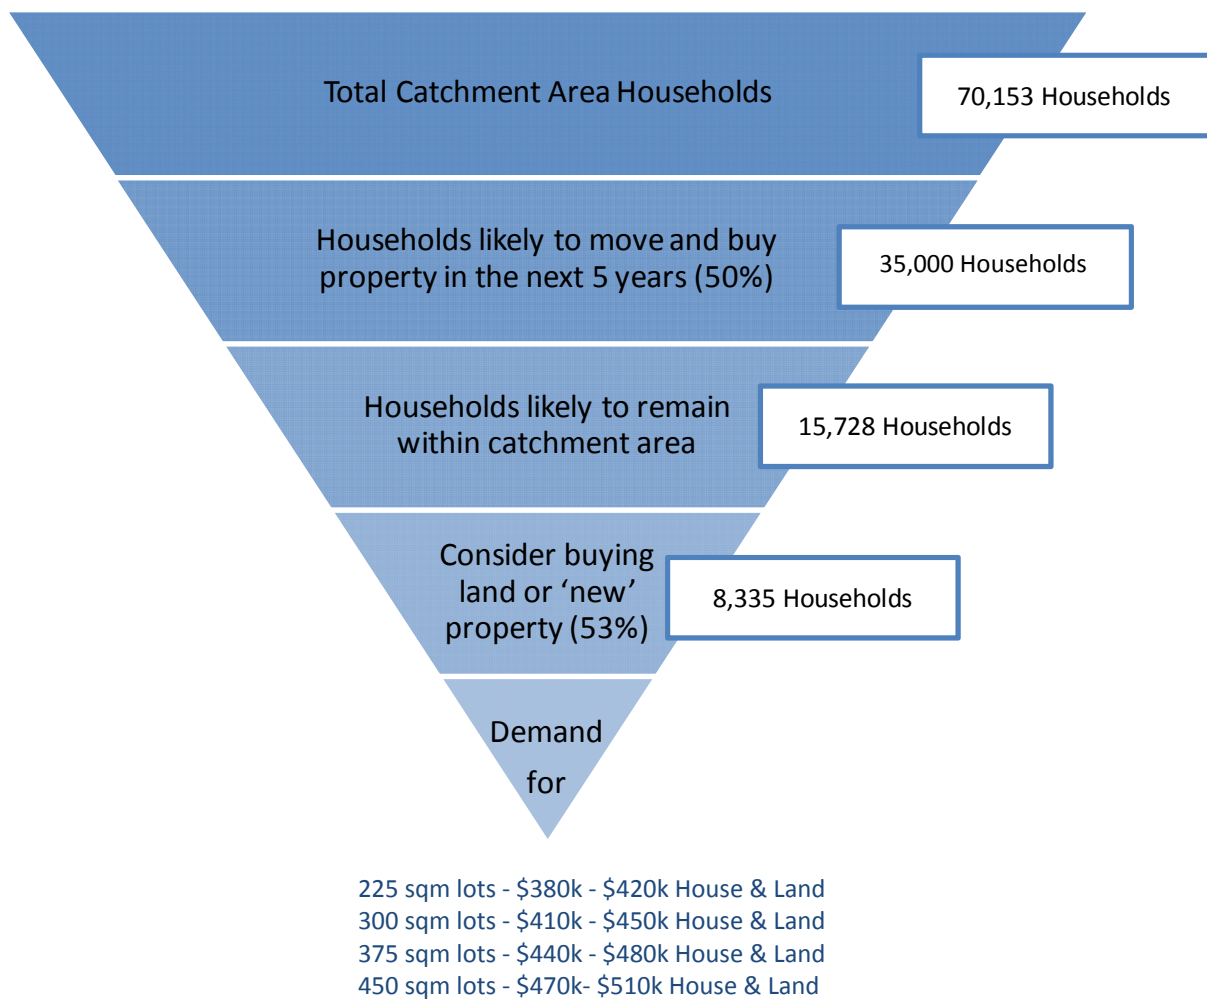 Total Catchment Area Households
70,153 Households
Households likely to move and buy
property in the next 5 years (50%)
35,000 Households
Households likely to remain
within catchment area
15,728 Households
Consider buying
land or ‘new’
property (53%)
8,335 Households
Demand
for
225 sqm lots - $380k - $420k House & Land
300 sqm lots - $410k - $450k House & Land
375 sqm lots - $440k - $480k House & Land
450 sqm lots - $470k- $510k House & Land